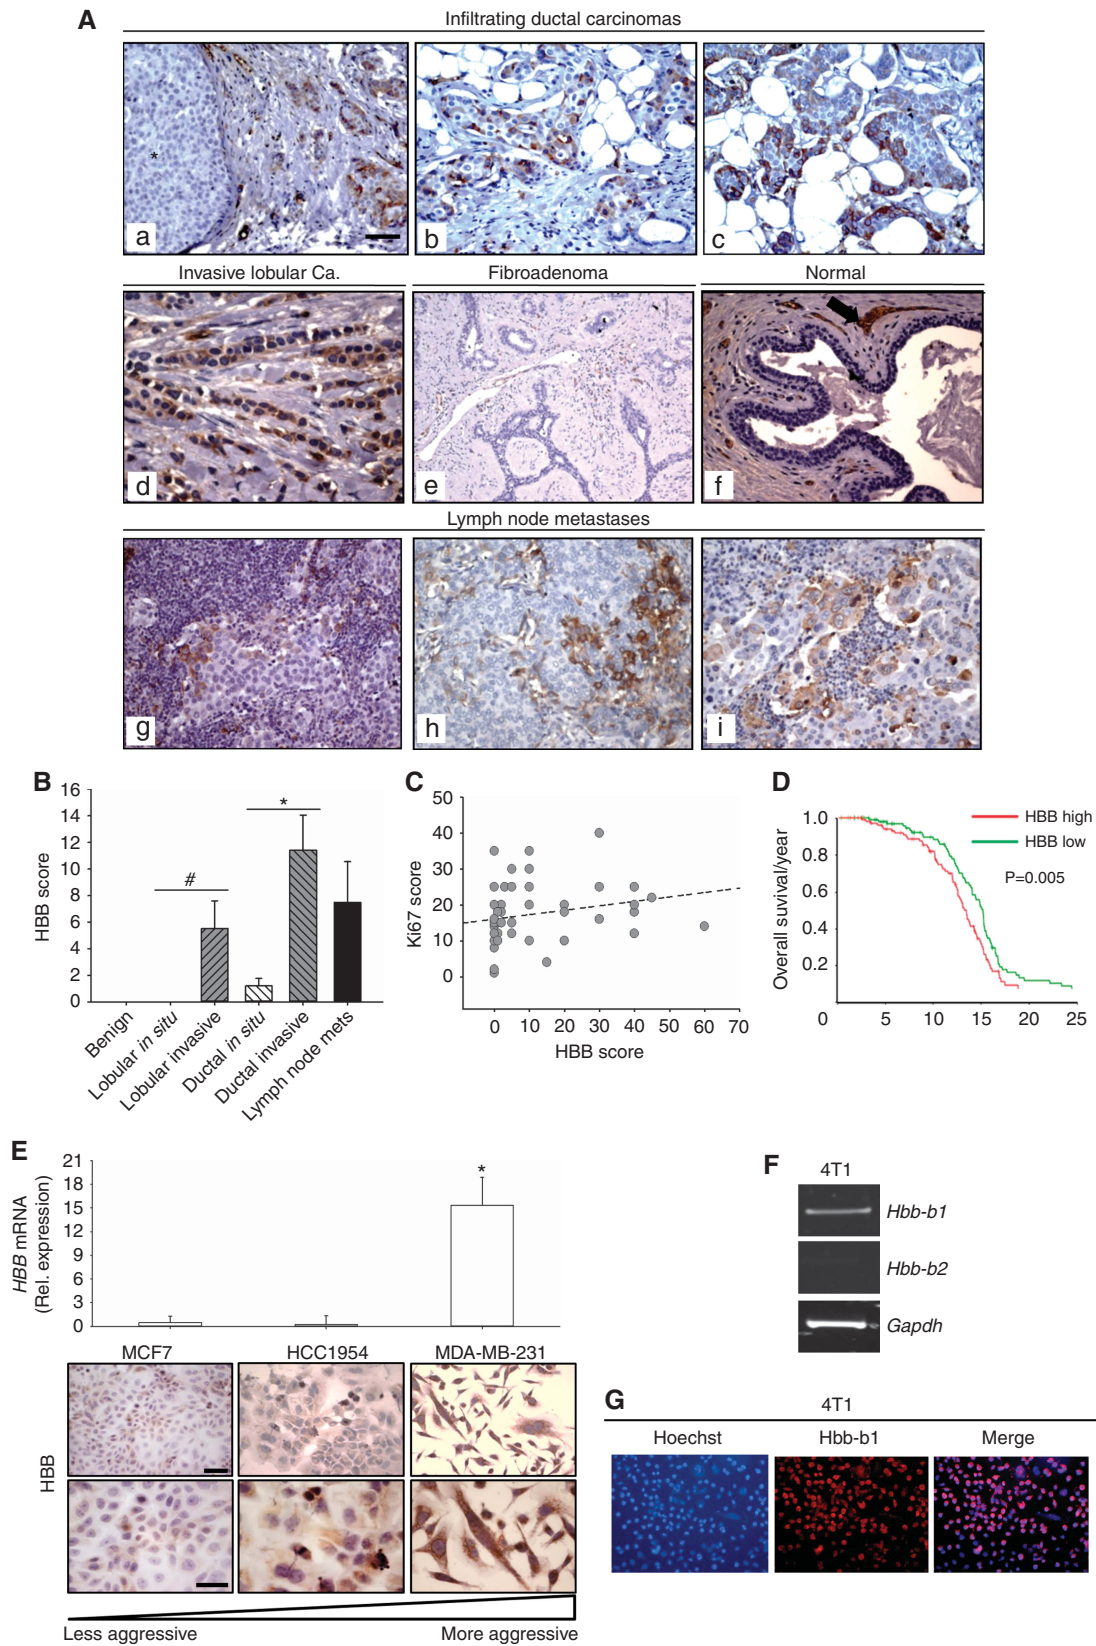 A
Infiltrating ductal carcinomas
*
a
b
c
Invasive lobular Ca.
Fibroadenoma
Normal
d
e
f
Lymph node metastases
g
h
i
B
HBB score
16
14
12
10
8
6
4
2
0
#
*
Benign
Lobular in situ
Lobular invasive
Ductal in situ
Ductal invasive
Lymph node mets
C
Ki67 score
50
40
30
20
10
0
0 10 20 30 40 50 60 70
HBB score
D
Overall suvival/year
1.0
0.8
0.6
0.4
0.2
0 5 10 15 20 25
HBB high
HBB low
P=0.005
E
HBB mRNA
(Rel. expression)
21
18
15
12
9
6
3
0
*
MCF7
HCC1954
MDA-MB-231
HBB
Less aggressive
More aggressive
F
4T1
Hbb-b1
Hbb-b2
Gapdh
G
4T1
Hoechst
Hbb-b1
Merge